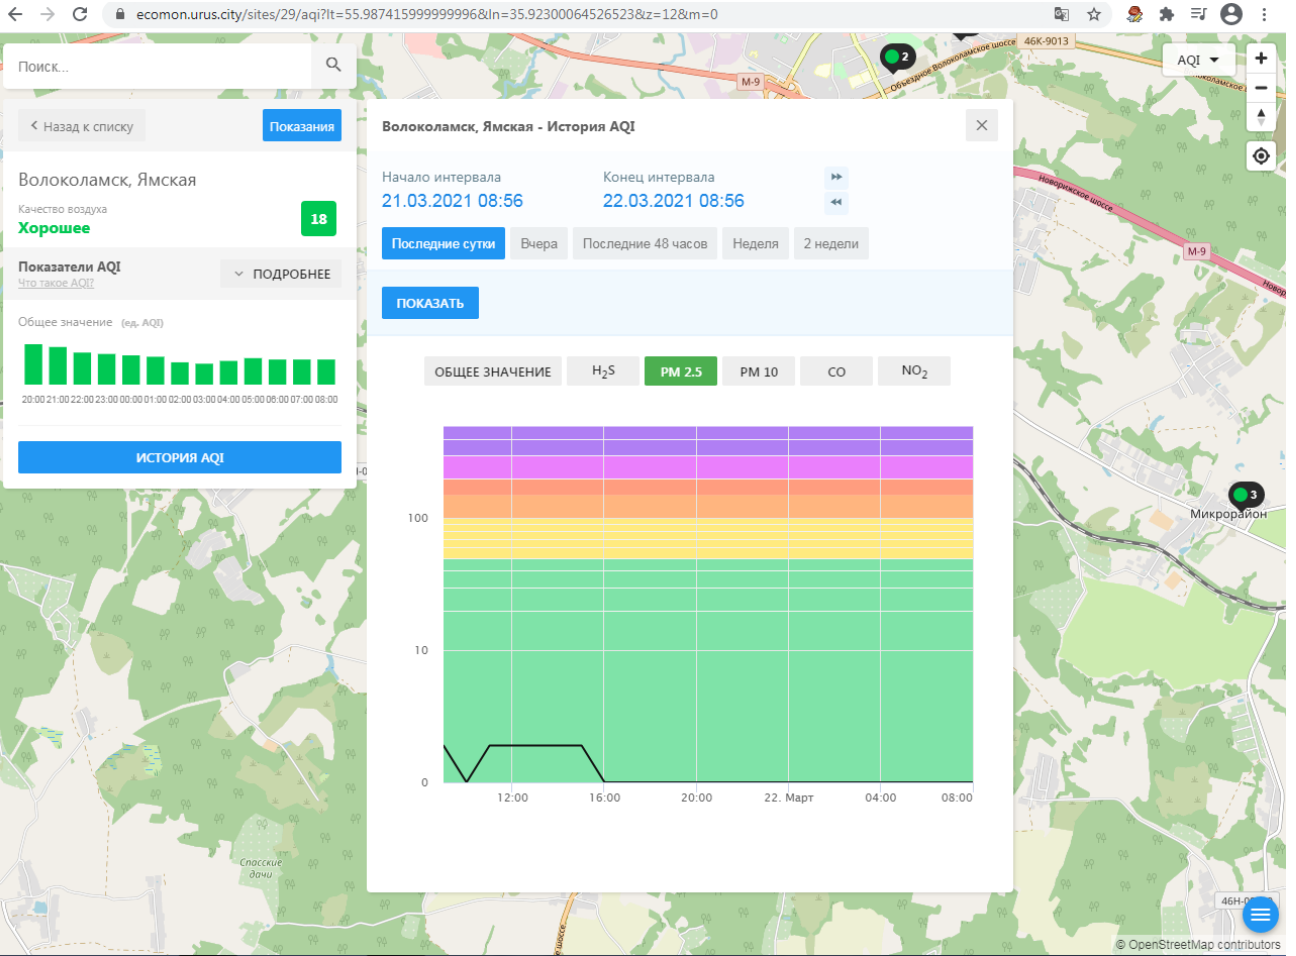 ecomon.urus.city/sites/29/aqi?lt=55.987415999999996&ln=35.92300064526523&z=12&m=0
Поиск...
Назад к списку
Показания
Волоколамск, Ямская
Качество воздуха
Хорошее
18
Показатели AQI
Что такое AQI?
ПОДРОБНЕЕ
Общее значение (ед. AQI)
20:00 21:00 22:00 23:00 00:00 01:00 02:00 03:00 04:00 05:00 06:00 07:00 08:00
ИСТОРИЯ AQI
Волоколамск, Ямская - История AQI
Начало интервала
21.03.2021 08:56
Конец интервала
22.03.2021 08:56
Последние сутки
Вчера
Последние 48 часов
Неделя
2 недели
ПОКАЗАТЬ
ОБЩЕЕ ЗНАЧЕНИЕ
H2S
PM 2.5
PM 10
CO
NO2
100
10
0
12:00 16:00 20:00 22. Март 04:00 08:00
AQI
+
−
2
Объездное Волоколамское шоссе
46К-9013
М-9
Новорижское шоссе
М-9
3
Микрорайон
Спасские
дачи
шоссе
© OpenStreetMap contributors